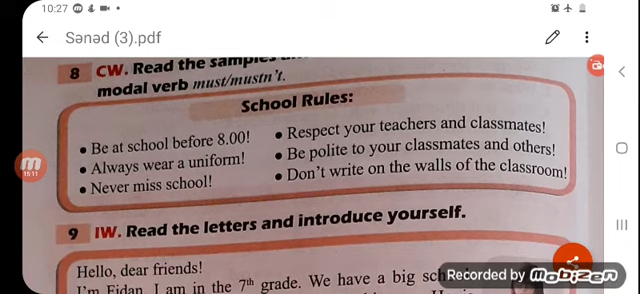 10:27
Sənəd (3).pdf
8 CW. Read the samples
modal verb must/mustn't.
School Rules:
• Be at school before 8.00!
• Always wear a uniform!
• Never miss school!
• Respect your teachers and classmates!
• Be polite to your classmates and others!
• Don't write on the walls of the classroom!
15:11
9 IW. Read the letters and introduce yourself.
Hello, dear friends!
I'm Fidan. I am in the 7th grade. We have a big
Recorded by Mobizen